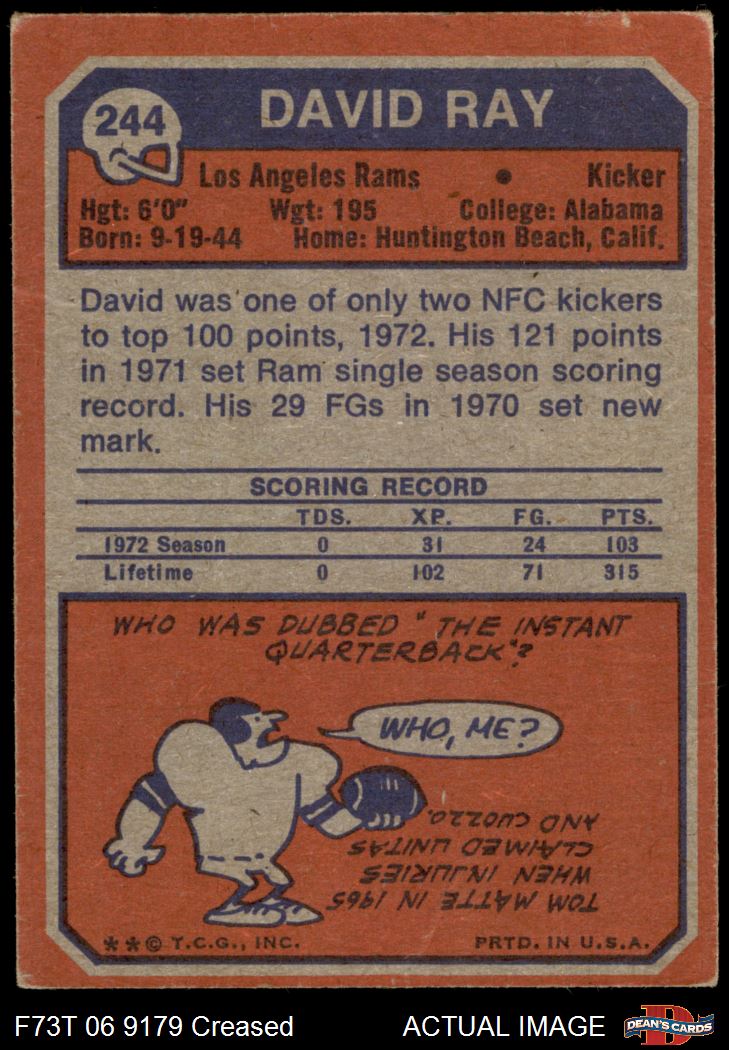 244
DAVID RAY
Los Angeles Rams • Kicker
Hgt: 6'0" Wgt: 195 College: Alabama
Born: 9-19-44 Home: Huntington Beach, Calif.
David was one of only two NFC kickers
to top 100 points, 1972. His 121 points
in 1971 set Ram single season scoring
record. His 29 FGs in 1970 set new
mark.
SCORING RECORD
TDS. XP. FG. PTS.
1972 Season 0 31 24 103
Lifetime 0 102 71 315
WHO WAS DUBBED "THE INSTANT
QUARTERBACK"?
WHO, ME?
TOM MATTE IN 1965
WHEN INJURIES
CLAIMED UNITAS
AND CUOZZO.
**© T.C.G., INC. PRTD. IN U.S.A.
F73T 06 9179 Creased ACTUAL IMAGE
D
DEAN'S CARDS